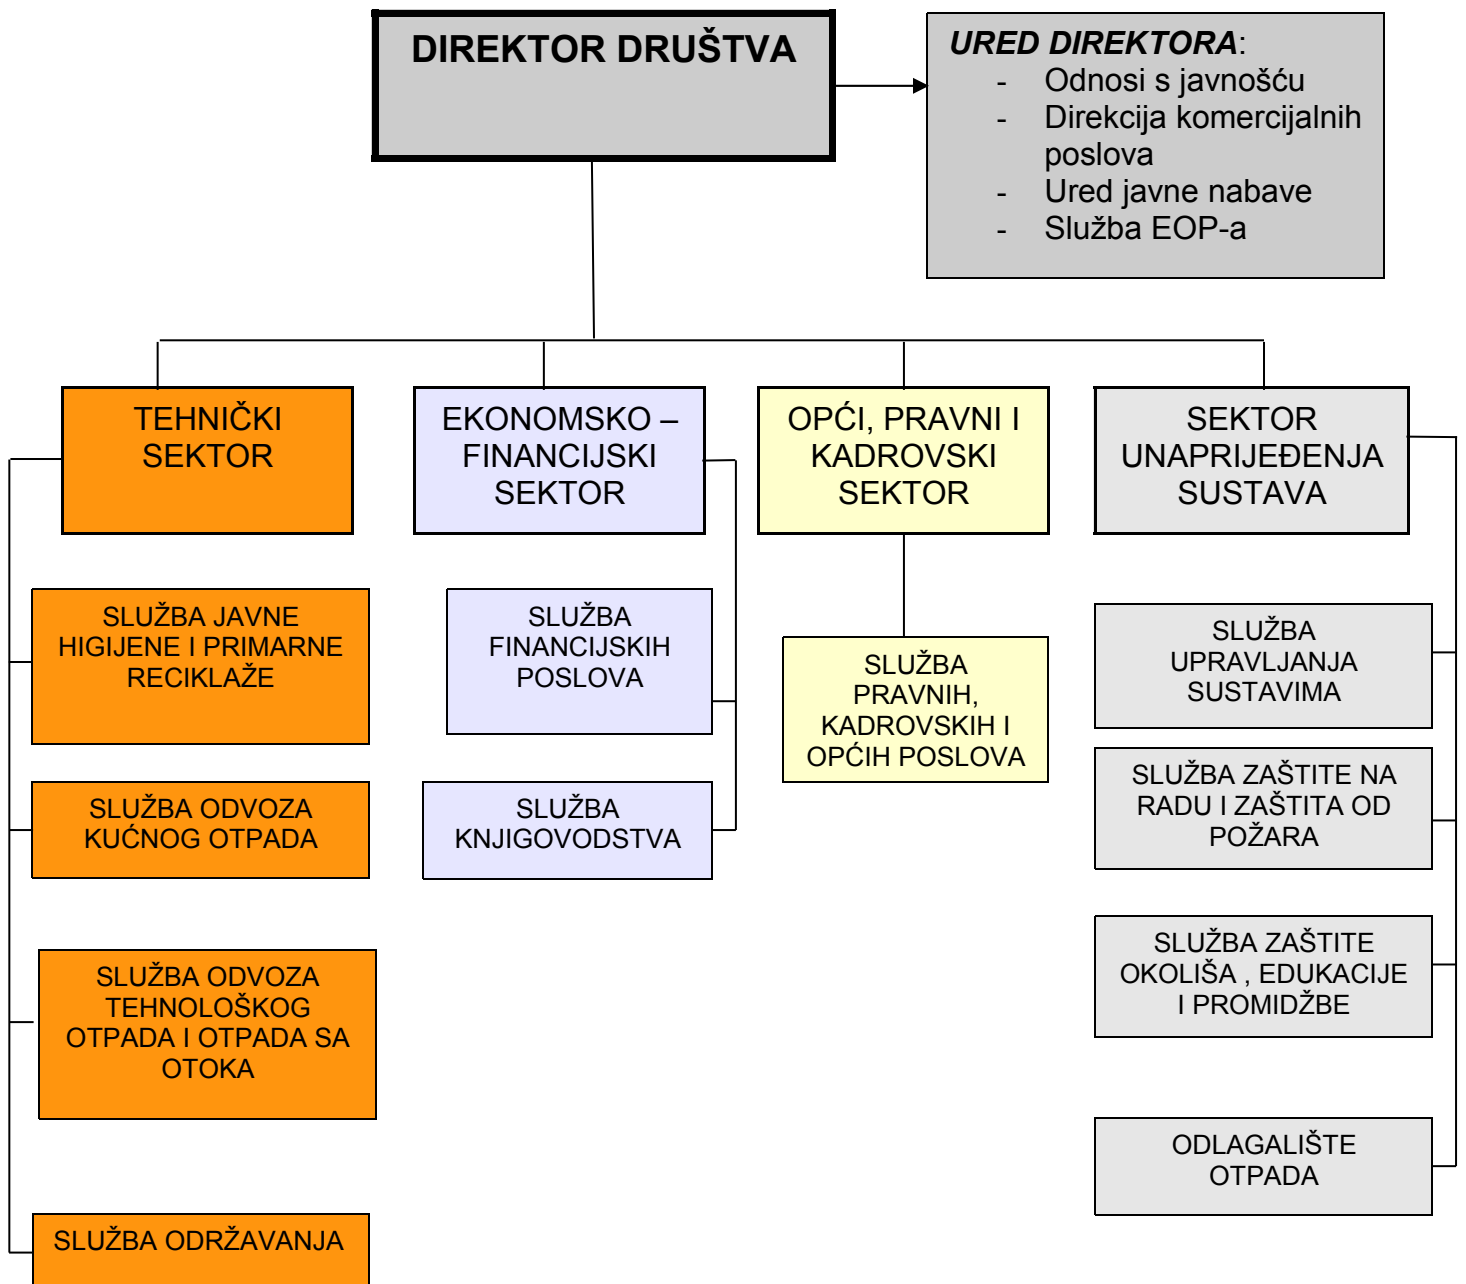 DIREKTOR DRUŠTVA
URED DIREKTORA:
- Odnosi s javnošću
- Direkcija komercijalnih
poslova
- Ured javne nabave
- Služba EOP-a
TEHNIČKI
SEKTOR
EKONOMSKO –
FINANCIJSKI
SEKTOR
OPĆI, PRAVNI I
KADROVSKI
SEKTOR
SEKTOR
UNAPRIJEĐENJA
SUSTAVA
SLUŽBA JAVNE
HIGIJENE I PRIMARNE
RECIKLAŽE
SLUŽBA ODVOZA
KUĆNOG OTPADA
SLUŽBA ODVOZA
TEHNOLOŠKOG
OTPADA I OTPADA SA
OTOKA
SLUŽBA ODRŽAVANJA
SLUŽBA
FINANCIJSKIH
POSLOVA
SLUŽBA
KNJIGOVODSTVA
SLUŽBA
PRAVNIH,
KADROVSKIH I
OPĆIH POSLOVA
SLUŽBA
UPRAVLJANJA
SUSTAVIMA
SLUŽBA ZAŠTITE NA
RADU I ZAŠTITA OD
POŽARA
SLUŽBA ZAŠTITE
OKOLIŠA , EDUKACIJE
I PROMIDŽBE
ODLAGALIŠTE
OTPADA